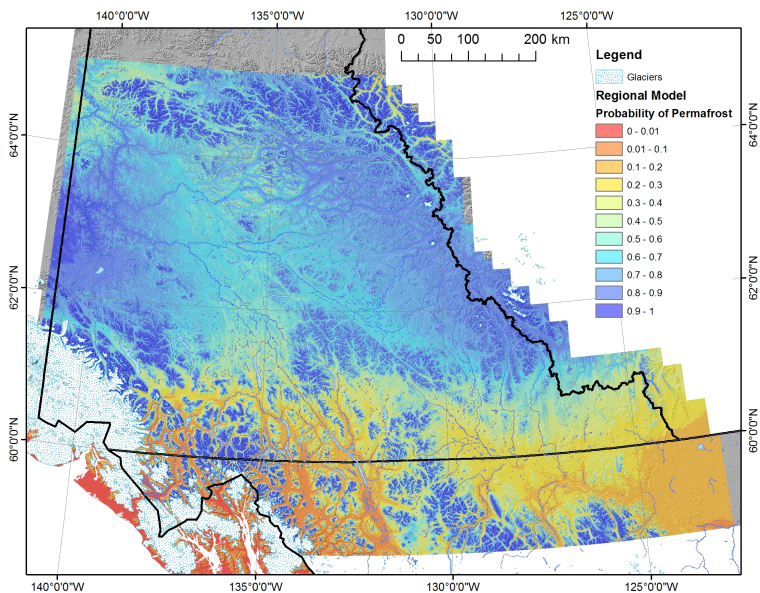 140°0'0"W 135°0'0"W 130°0'0"W 125°0'0"W
0 50 100 200 km
Legend
Glaciers
Regional Model
Probability of Permafrost
0 - 0.01
0.01 - 0.1
0.1 - 0.2
0.2 - 0.3
0.3 - 0.4
0.4 - 0.5
0.5 - 0.6
0.6 - 0.7
0.7 - 0.8
0.8 - 0.9
0.9 - 1
64°0'0"N 64°0'0"N
62°0'0"N 62°0'0"N
60°0'0"N 60°0'0"N
140°0'0"W 135°0'0"W 130°0'0"W 125°0'0"W